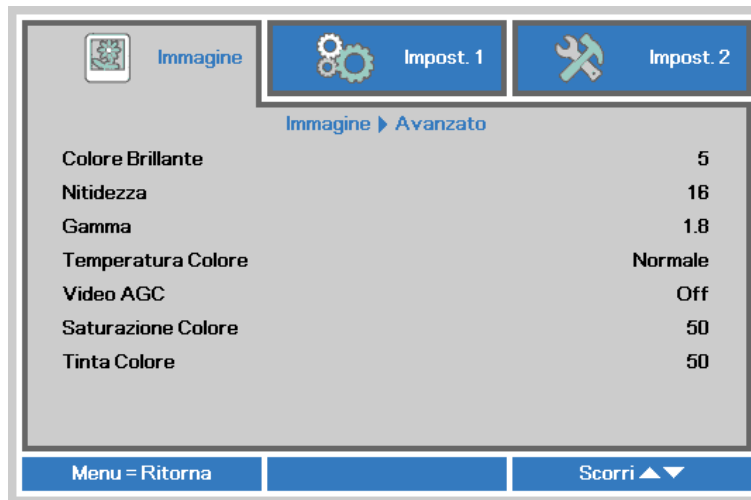 Immagine
Impost. 1
Impost. 2
Immagine ▶ Avanzato
Colore Brillante 5
Nitidezza 16
Gamma 1.8
Temperatura Colore Normale
Video AGC Off
Saturazione Colore 50
Tinta Colore 50
Menu = Ritorna
Scorri ▲▼